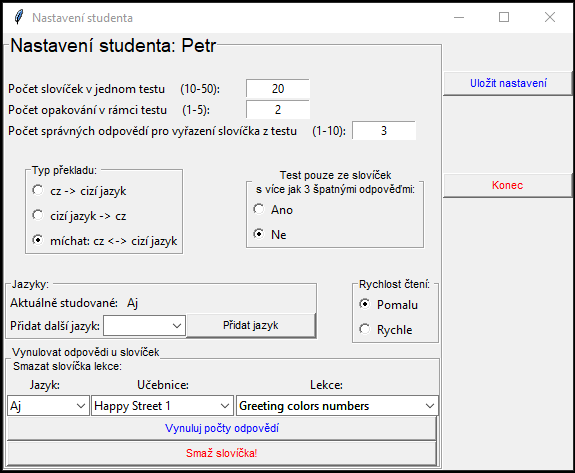 Nastavení studenta
Nastavení studenta: Petr
Počet slovíček v jednom testu (10-50): 20
Počet opakování v rámci testu (1-5): 2
Počet správných odpovědí pro vyřazení slovíčka z testu (1-10): 3
Uložit nastavení
Konec
Typ překladu:
cz -> cizí jazyk
cizí jazyk -> cz
míchat: cz <-> cizí jazyk
Test pouze ze slovíček
s více jak 3 špatnými odpověďmi:
Ano
Ne
Jazyky:
Aktuálně studované: Aj
Přidat další jazyk: Přidat jazyk
Rychlost čtení:
Pomalu
Rychle
Vynulovat odpovědi u slovíček
Smazat slovíčka lekce:
Jazyk: Učebnice: Lekce:
Aj Happy Street 1 Greeting colors numbers
Vynuluj počty odpovědí
Smaž slovíčka!